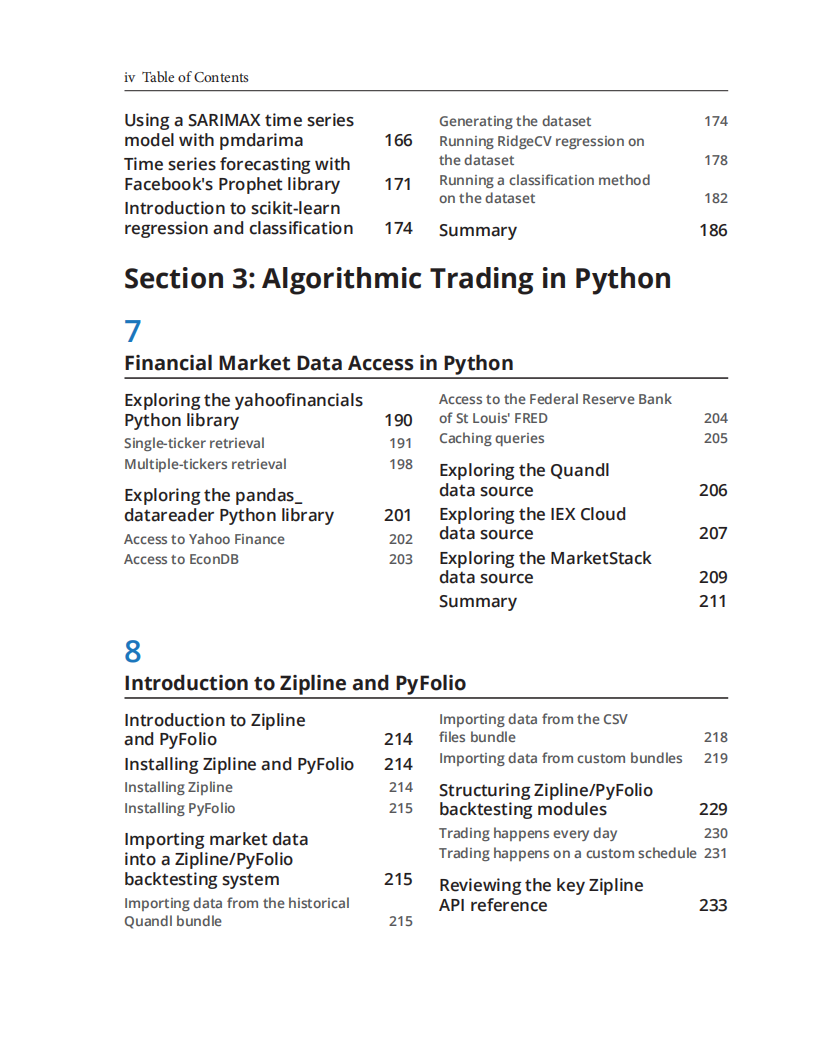 iv Table of Contents
Using a SARIMAX time series
model with pmdarima 166
Time series forecasting with
Facebook's Prophet library 171
Introduction to scikit-learn
regression and classification 174
Generating the dataset 174
Running RidgeCV regression on
the dataset 178
Running a classification method
on the dataset 182
Summary 186
Section 3: Algorithmic Trading in Python
7
Financial Market Data Access in Python
Exploring the yahoofinancials
Python library 190
Single-ticker retrieval 191
Multiple-tickers retrieval 198
Exploring the pandas_
datareader Python library 201
Access to Yahoo Finance 202
Access to EconDB 203
Access to the Federal Reserve Bank
of St Louis' FRED 204
Caching queries 205
Exploring the Quandl
data source 206
Exploring the IEX Cloud
data source 207
Exploring the MarketStack
data source 209
Summary 211
8
Introduction to Zipline and PyFolio
Introduction to Zipline
and PyFolio 214
Installing Zipline and PyFolio 214
Installing Zipline 214
Installing PyFolio 215
Importing market data
into a Zipline/PyFolio
backtesting system 215
Importing data from the historical
Quandl bundle 215
Importing data from the CSV
files bundle 218
Importing data from custom bundles 219
Structuring Zipline/PyFolio
backtesting modules 229
Trading happens every day 230
Trading happens on a custom schedule 231
Reviewing the key Zipline
API reference 233